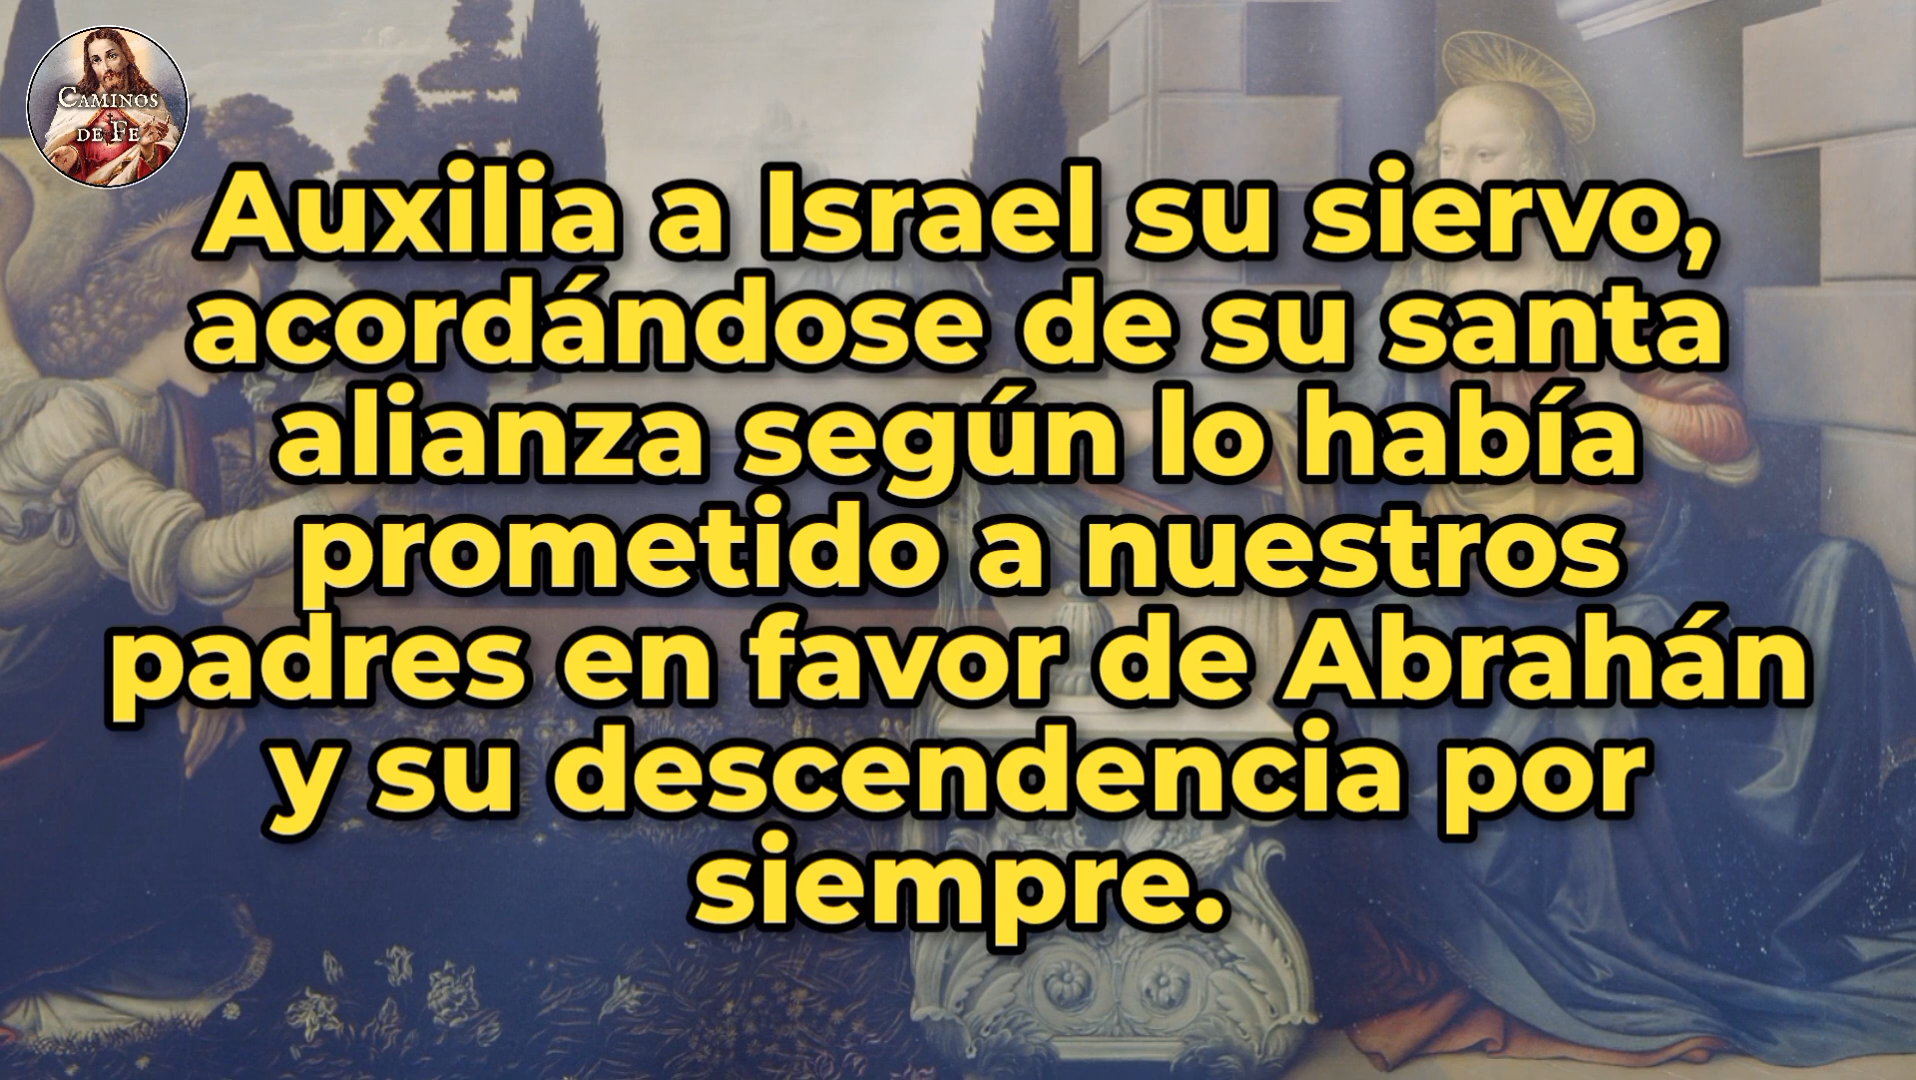 CAMINOS
DE FE
Auxilia a Israel su siervo,
acordándose de su santa
alianza según lo había
prometido a nuestros
padres en favor de Abrahán
y su descendencia por
siempre.